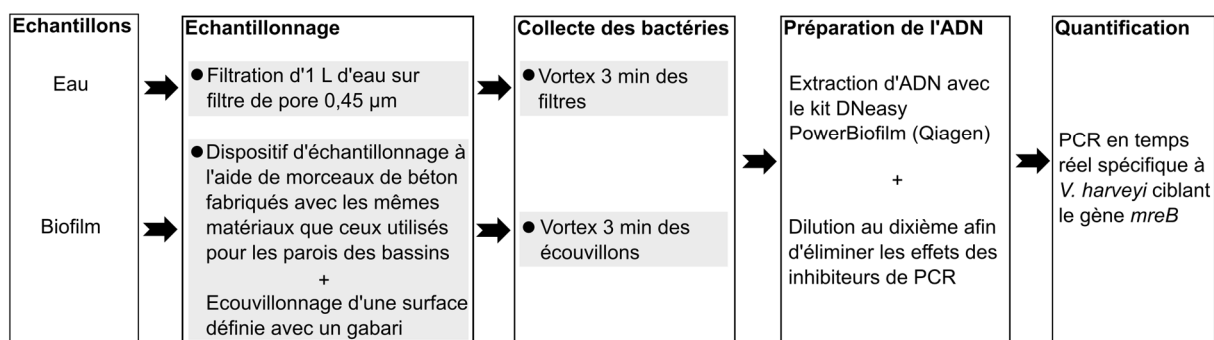 Echantillons
Eau
Biofilm
Echantillonnage
● Filtration d'1 L d'eau sur
filtre de pore 0,45 µm
● Dispositif d'échantillonnage à
l'aide de morceaux de béton
fabriqués avec les mêmes
matériaux que ceux utilisés
pour les parois des bassins
+
Ecouvillonnage d'une surface
définie avec un gabari
Collecte des bactéries
● Vortex 3 min des
filtres
● Vortex 3 min des
écouvillons
Préparation de l'ADN
Extraction d'ADN avec
le kit DNeasy
PowerBiofilm (Qiagen)
+
Dilution au dixième afin
d'éliminer les effets des
inhibiteurs de PCR
Quantification
PCR en temps
réel spécifique à
V. harveyi ciblant
le gène mreB